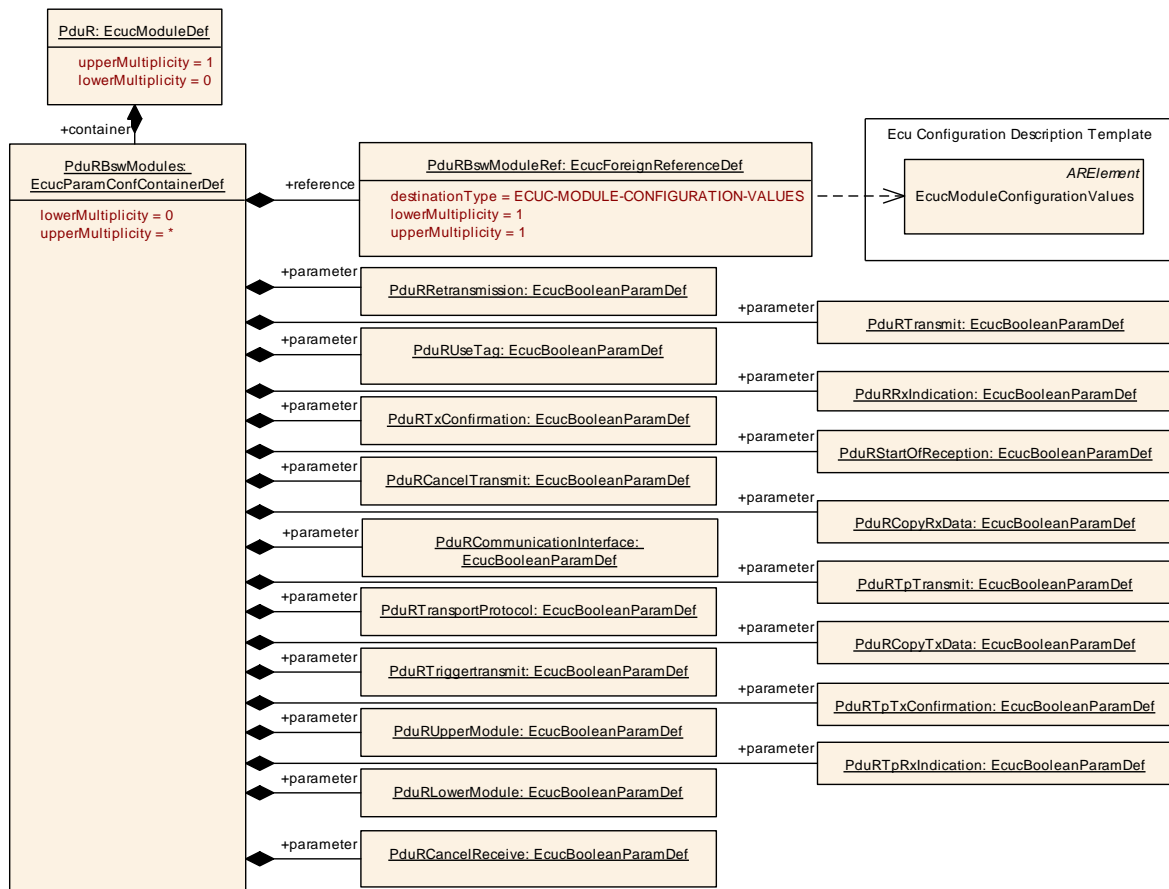 PduR: EcucModuleDef
upperMultiplicity = 1
lowerMultiplicity = 0
+container
PduRBswModules:
EcucParamConfContainerDef
lowerMultiplicity = 0
upperMultiplicity = *
+reference
PduRBswModuleRef: EcucForeignReferenceDef
destinationType = ECUC-MODULE-CONFIGURATION-VALUES
lowerMultiplicity = 1
upperMultiplicity = 1
Ecu Configuration Description Template
ARElement
EcucModuleConfigurationValues
+parameter
PduRRetransmission: EcucBooleanParamDef
+parameter
PduRTransmit: EcucBooleanParamDef
+parameter
PduRUseTag: EcucBooleanParamDef
+parameter
PduRRxIndication: EcucBooleanParamDef
+parameter
PduRTxConfirmation: EcucBooleanParamDef
+parameter
PduRStartOfReception: EcucBooleanParamDef
+parameter
PduRCancelTransmit: EcucBooleanParamDef
+parameter
PduRCopyRxData: EcucBooleanParamDef
+parameter
PduRCommunicationInterface:
EcucBooleanParamDef
+parameter
PduRTpTransmit: EcucBooleanParamDef
+parameter
PduRTransportProtocol: EcucBooleanParamDef
+parameter
PduRCopyTxData: EcucBooleanParamDef
+parameter
PduRTriggertransmit: EcucBooleanParamDef
+parameter
PduRTpTxConfirmation: EcucBooleanParamDef
+parameter
PduRUpperModule: EcucBooleanParamDef
+parameter
PduRTpRxIndication: EcucBooleanParamDef
+parameter
PduRLowerModule: EcucBooleanParamDef
+parameter
PduRCancelReceive: EcucBooleanParamDef